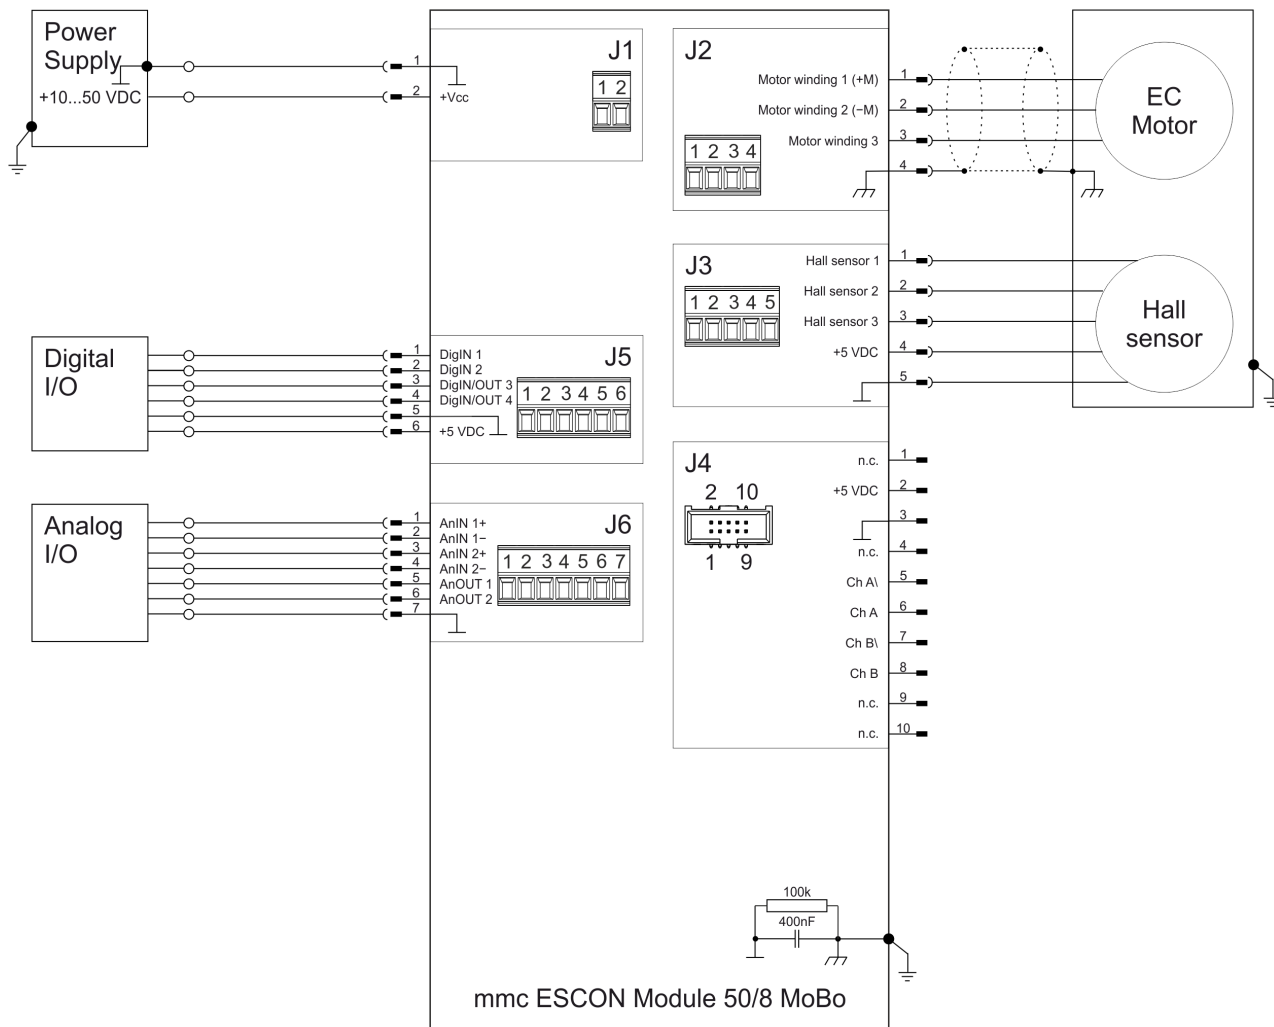 Power
Supply
+10...50 VDC
1
2
+Vcc
J1
1 2
J2
Motor winding 1 (+M)
Motor winding 2 (−M)
Motor winding 3
1
2
3
4
1 2 3 4
EC
Motor
J3
Hall sensor 1
Hall sensor 2
Hall sensor 3
+5 VDC
1
2
3
4
5
1 2 3 4 5
Hall
sensor
Digital
I/O
1
2
3
4
5
6
DigIN 1
DigIN 2
DigIN/OUT 3
DigIN/OUT 4
+5 VDC
J5
1 2 3 4 5 6
J4
2 10
1 9
n.c.
+5 VDC
n.c.
Ch A\
Ch A
Ch B\
Ch B
n.c.
n.c.
1
2
3
4
5
6
7
8
9
10
Analog
I/O
1
2
3
4
5
6
7
AnIN 1+
AnIN 1−
AnIN 2+
AnIN 2−
AnOUT 1
AnOUT 2
J6
1 2 3 4 5 6 7
100k
400nF
mmc ESCON Module 50/8 MoBo